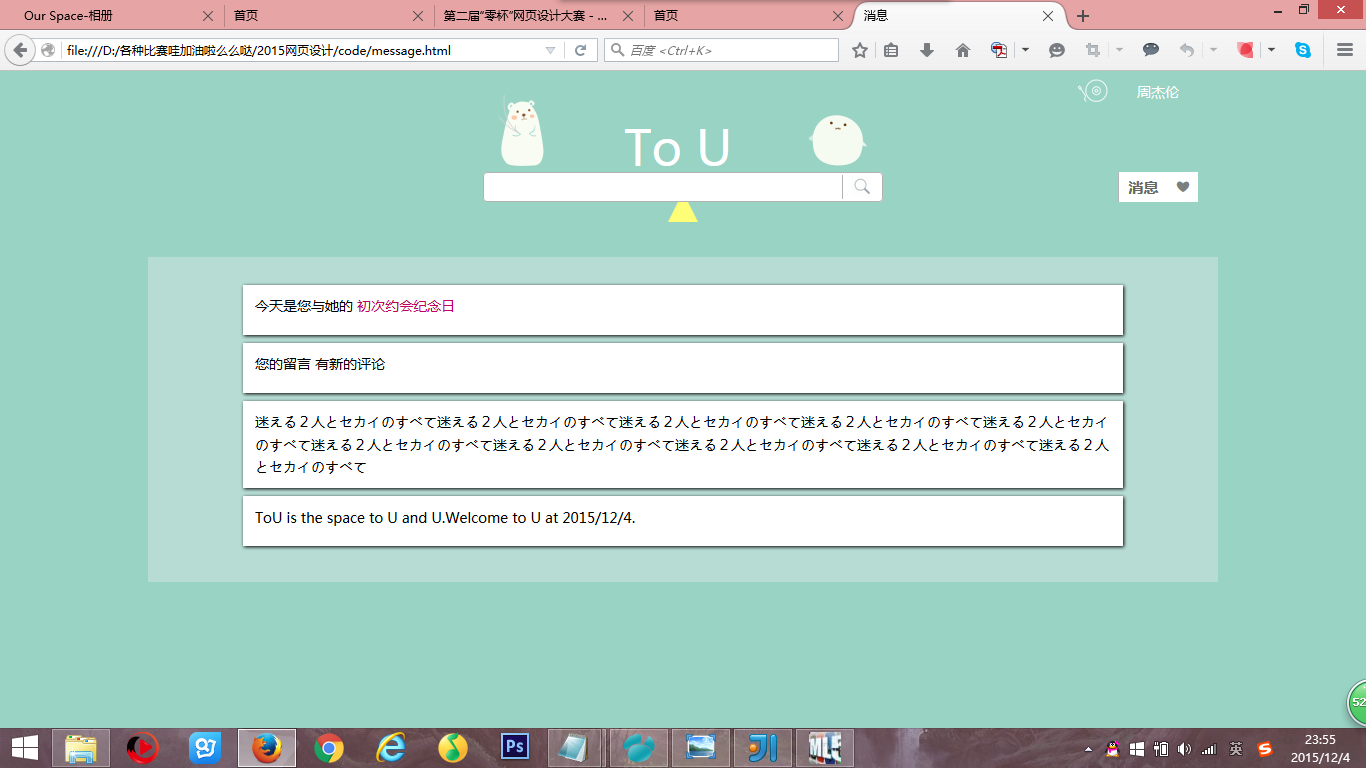 Our Space-相册
首页
第二届"零杯"网页设计大赛 - ...
首页
消息
file:///D:/各种比赛哇加油啦么么哒/2015网页设计/code/message.html
百度 <Ctrl+K>
周杰伦
To U
消息
今天是您与她的 初次约会纪念日
您的留言 有新的评论
迷える２人とセカイのすべて迷える２人とセカイのすべて迷える２人とセカイのすべて迷える２人とセカイのすべて迷える２人とセカイ
のすべて迷える２人とセカイのすべて迷える２人とセカイのすべて迷える２人とセカイのすべて迷える２人とセカイのすべて迷える２人
とセカイのすべて
ToU is the space to U and U.Welcome to U at 2015/12/4.
52
Ps
英
23:55
2015/12/4